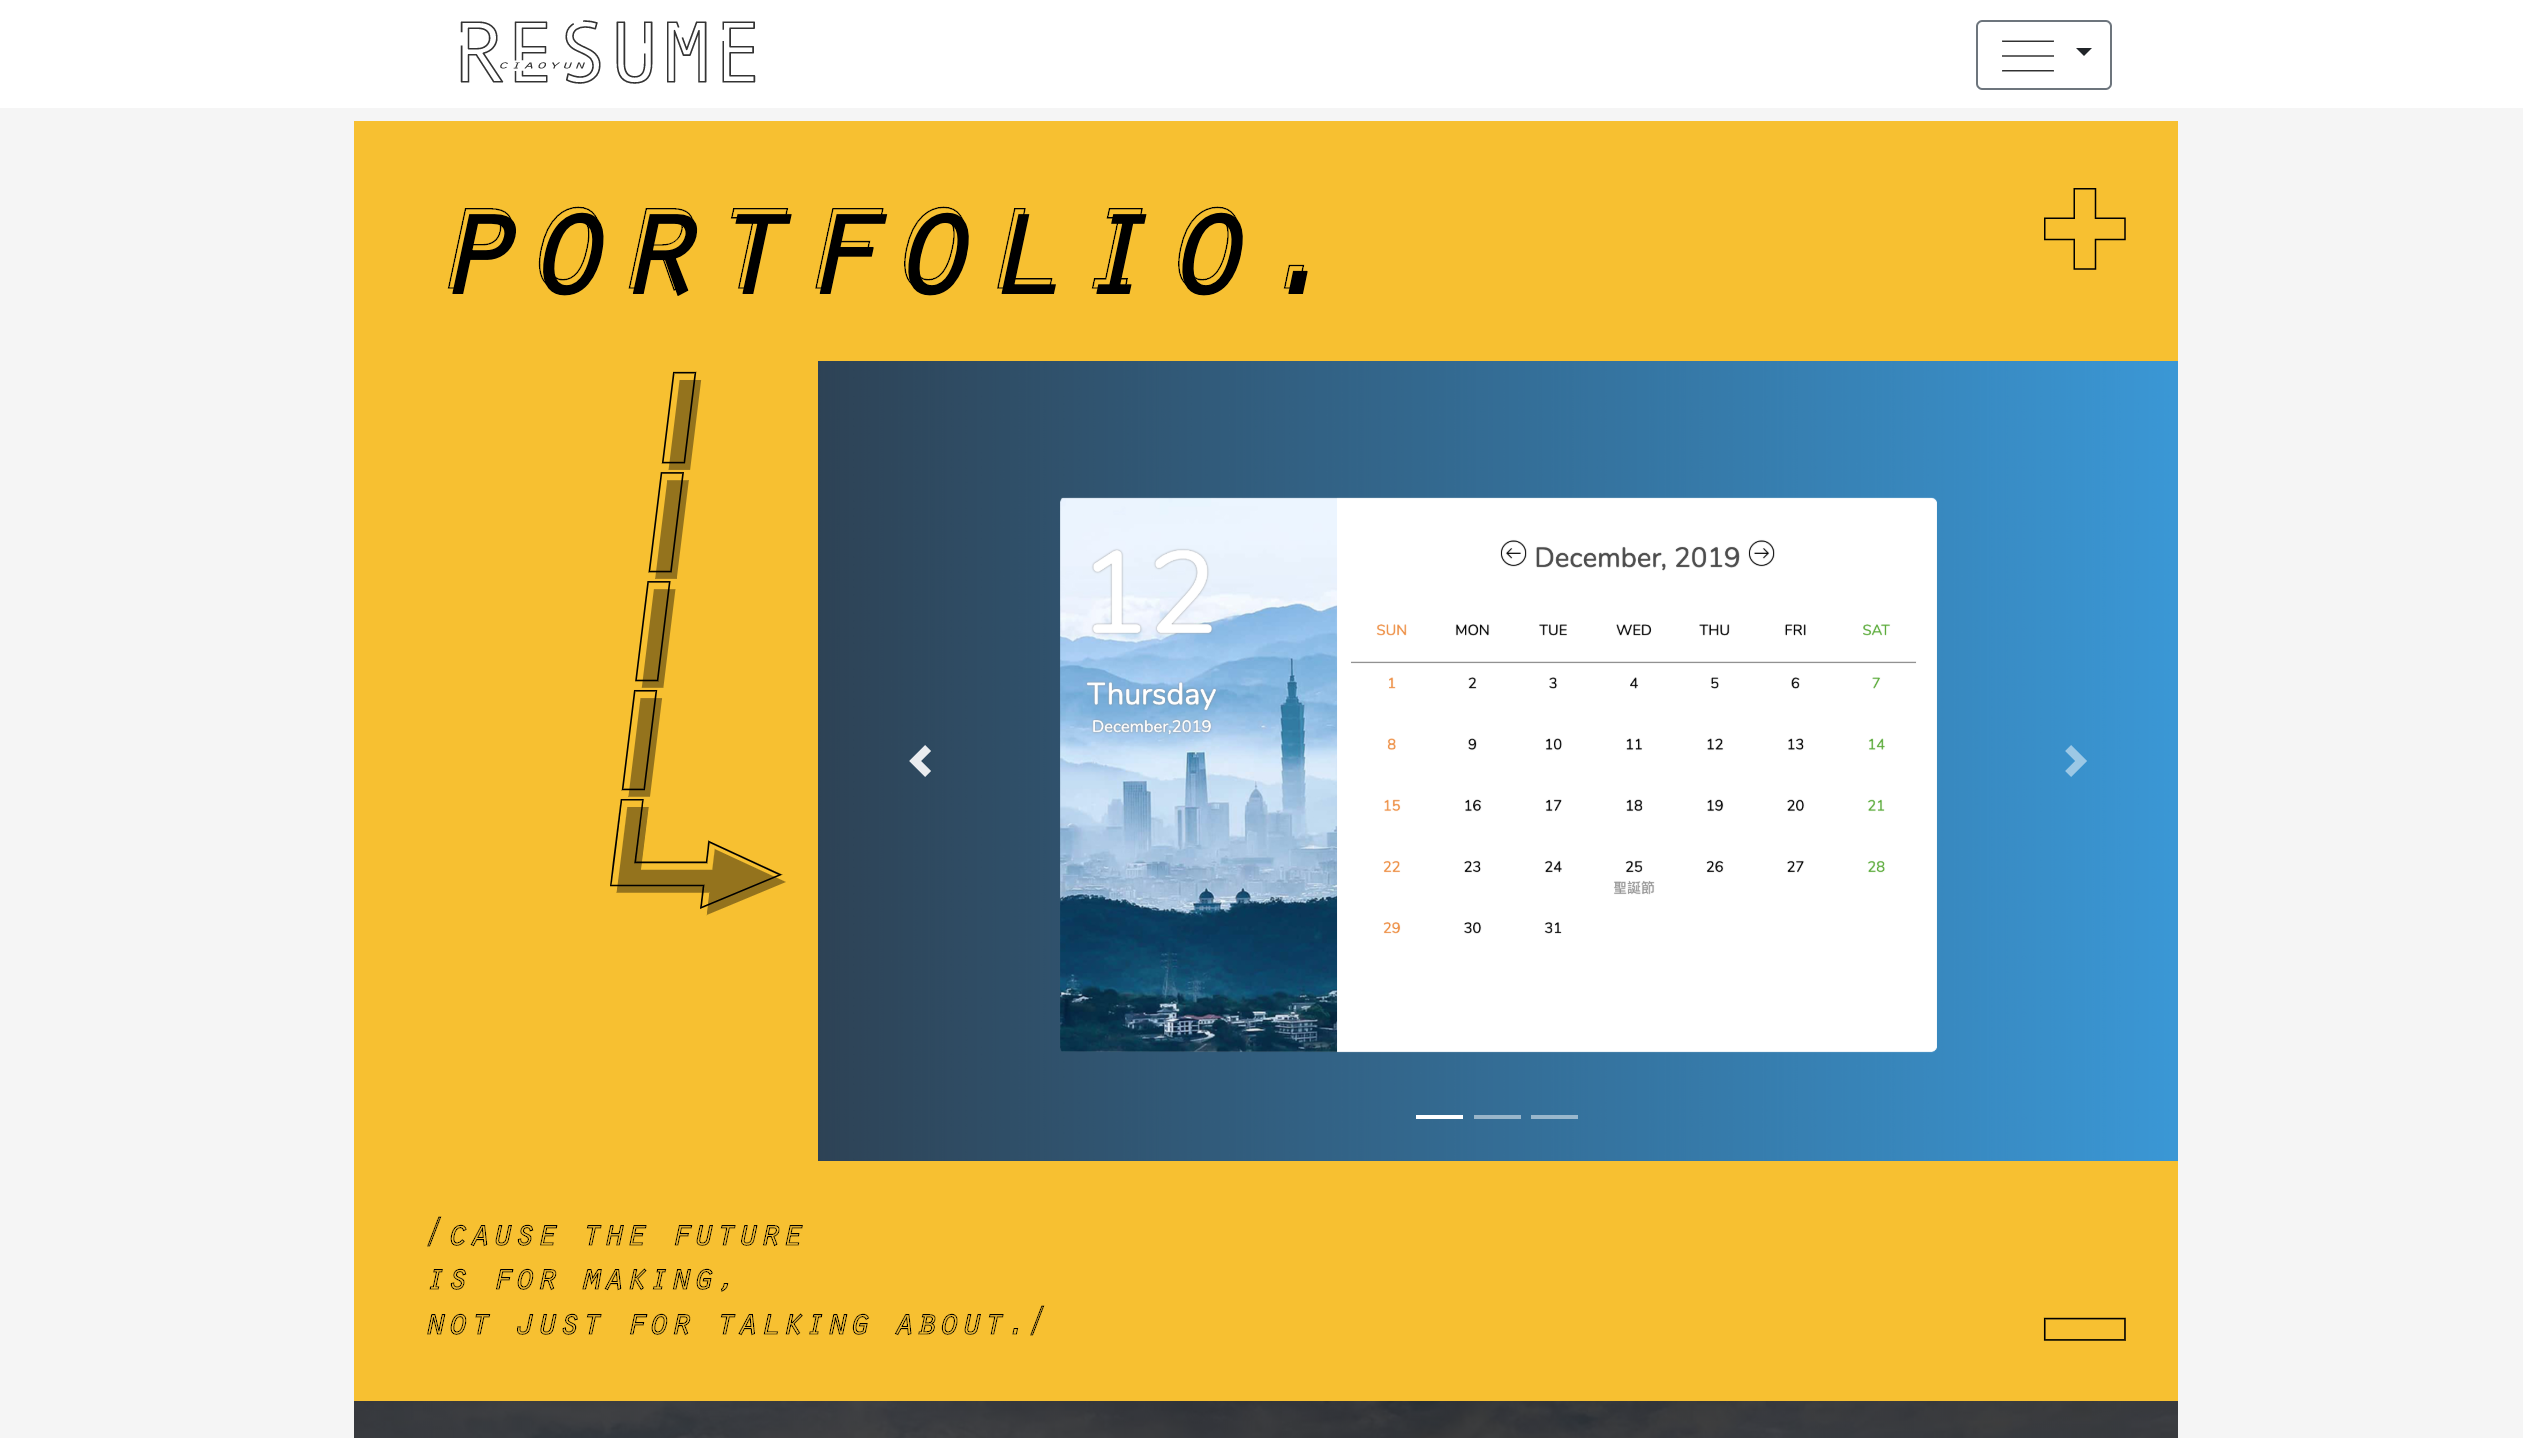 RESUME
CIAOYUN
PORTFOLIO.
12
Thursday
December,2019
December, 2019
SUN MON TUE WED THU FRI SAT
1 2 3 4 5 6 7
8 9 10 11 12 13 14
15 16 17 18 19 20 21
22 23 24 25 26 27 28
聖誕節
29 30 31
/CAUSE THE FUTURE
IS FOR MAKING,
NOT JUST FOR TALKING ABOUT./